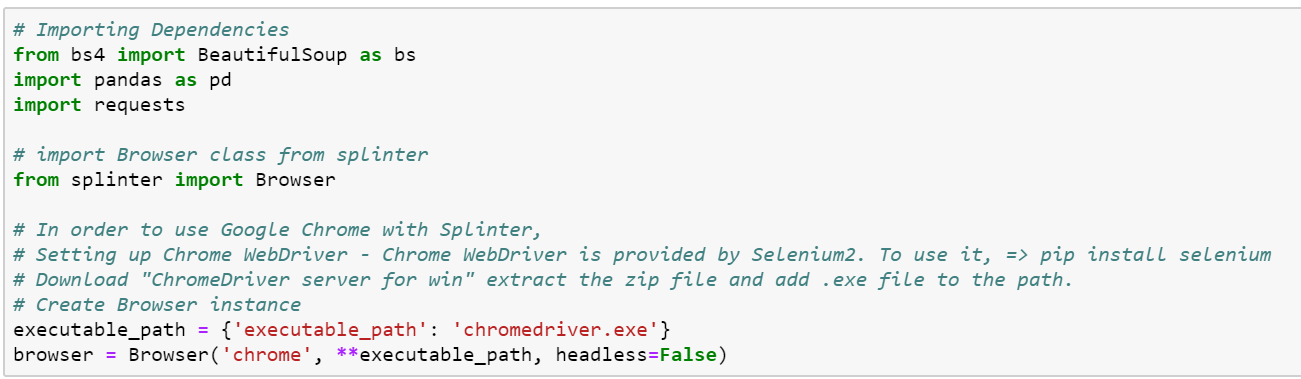 # Importing Dependencies
from bs4 import BeautifulSoup as bs
import pandas as pd
import requests
# import Browser class from splinter
from splinter import Browser
# In order to use Google Chrome with Splinter,
# Setting up Chrome WebDriver - Chrome WebDriver is provided by Selenium2. To use it, => pip install selenium
# Download "ChromeDriver server for win" extract the zip file and add .exe file to the path.
# Create Browser instance
executable_path = {'executable_path': 'chromedriver.exe'}
browser = Browser('chrome', **executable_path, headless=False)